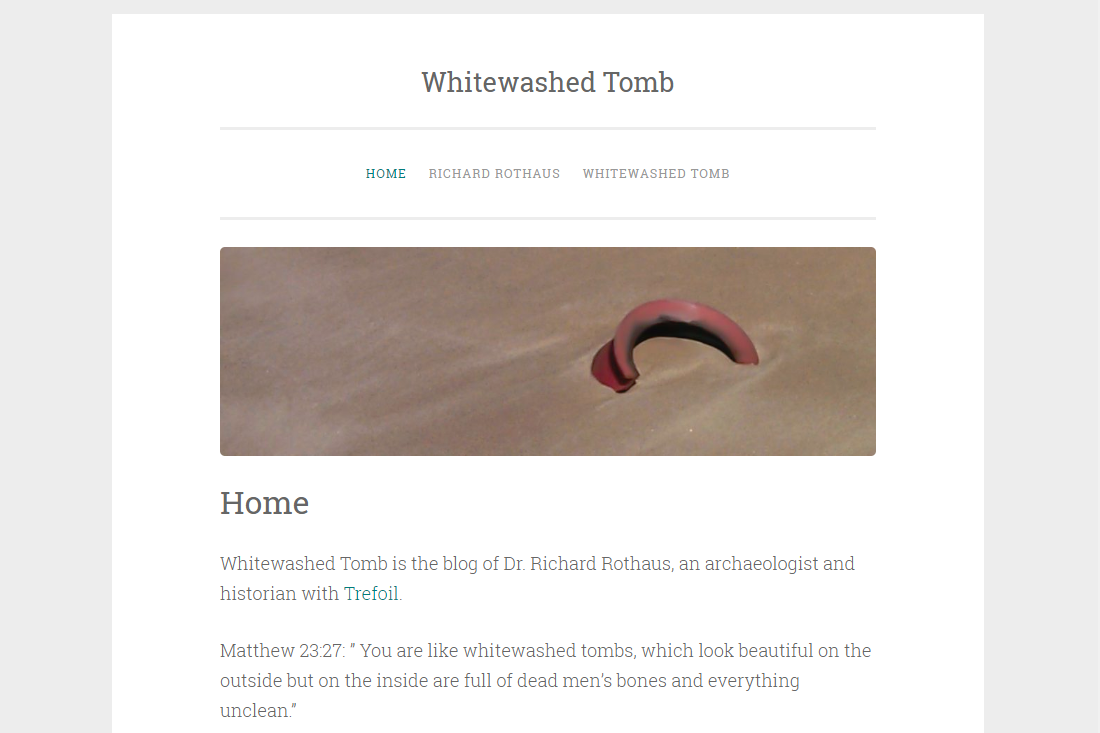 Whitewashed Tomb
HOME RICHARD ROTHAUS WHITEWASHED TOMB
Home
Whitewashed Tomb is the blog of Dr. Richard Rothaus, an archaeologist and
historian with Trefoil.
Matthew 23:27: ” You are like whitewashed tombs, which look beautiful on the
outside but on the inside are full of dead men’s bones and everything
unclean.”